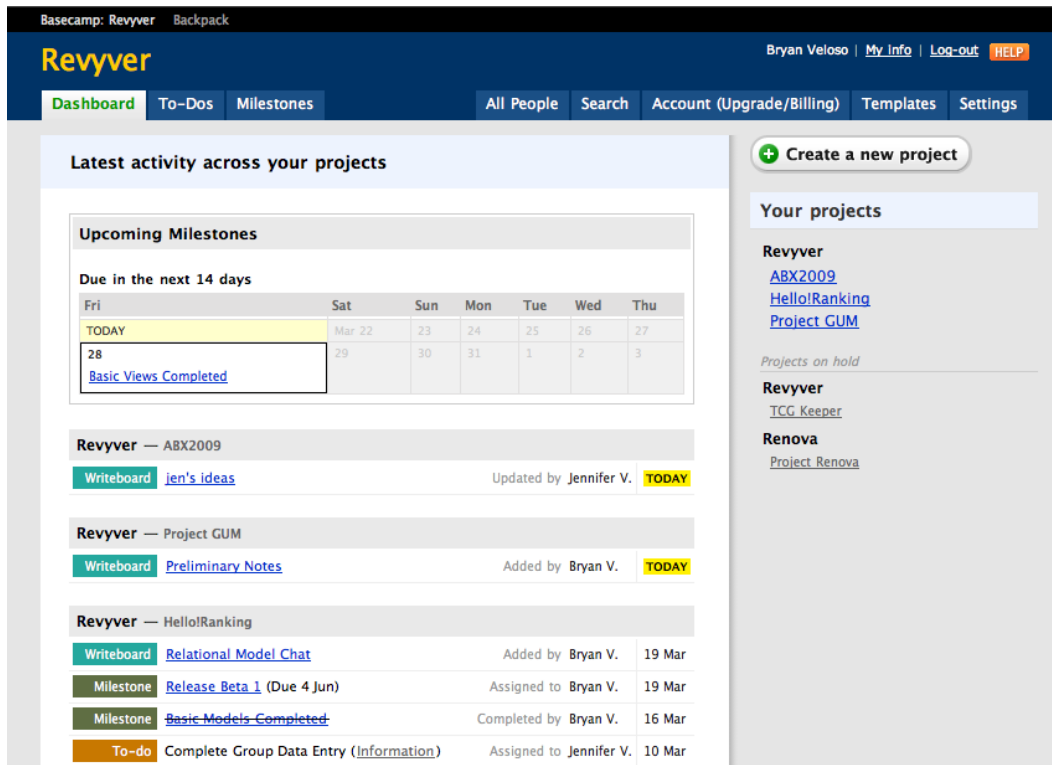 Basecamp: Revyver Backpack
Revyver
Bryan Veloso | My Info | Log-out HELP
Dashboard To-Dos Milestones All People Search Account (Upgrade/Billing) Templates Settings
Latest activity across your projects
Upcoming Milestones
Due in the next 14 days
Fri Sat Sun Mon Tue Wed Thu
TODAY Mar 22 23 24 25 26 27
28 29 30 31 1 2 3
Basic Views Completed
Revyver — ABX2009
Writeboard jen's ideas Updated by Jennifer V. TODAY
Revyver — Project GUM
Writeboard Preliminary Notes Added by Bryan V. TODAY
Revyver — Hello!Ranking
Writeboard Relational Model Chat Added by Bryan V. 19 Mar
Milestone Release Beta 1 (Due 4 Jun) Assigned to Bryan V. 19 Mar
Milestone Basic Models Completed Completed by Bryan V. 16 Mar
To-do Complete Group Data Entry (Information) Assigned to Jennifer V. 10 Mar
Create a new project
Your projects
Revyver
ABX2009
Hello!Ranking
Project GUM
Projects on hold
Revyver
TCG Keeper
Renova
Project Renova